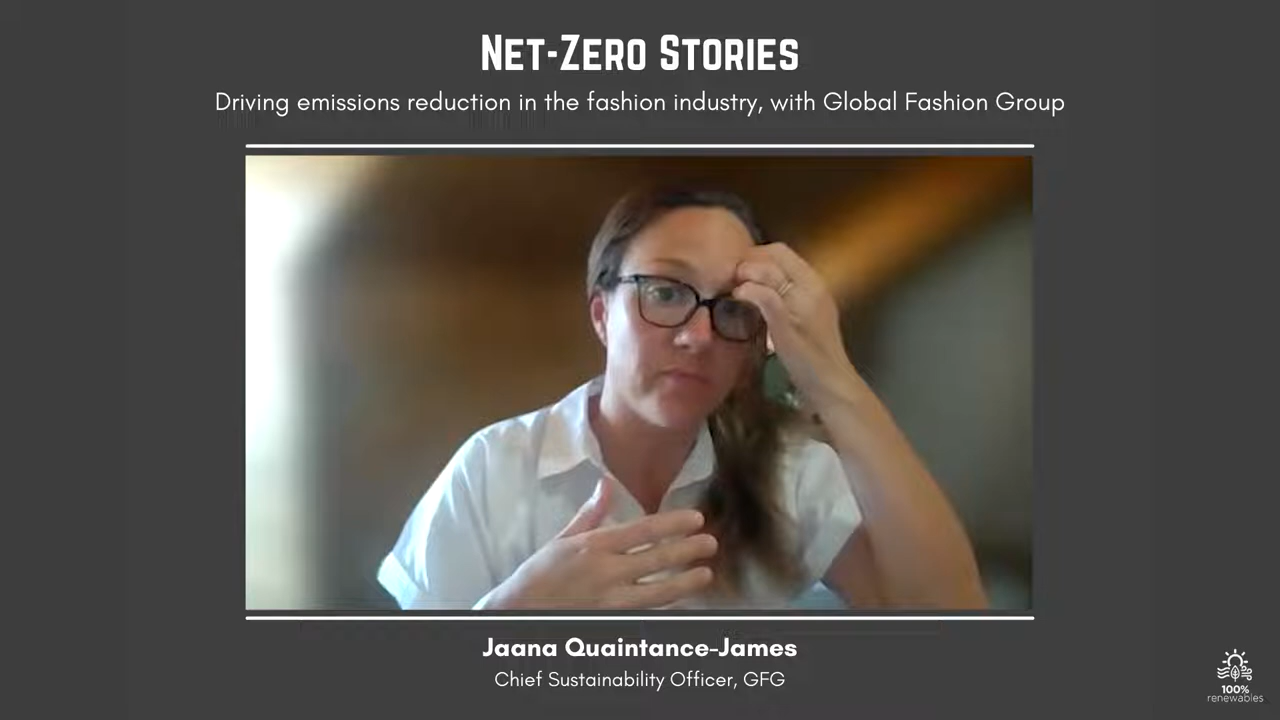 NET-ZERO STORIES
Driving emissions reduction in the fashion industry, with Global Fashion Group
Jaana Quaintance-James
Chief Sustainability Officer, GFG
100%
renewables